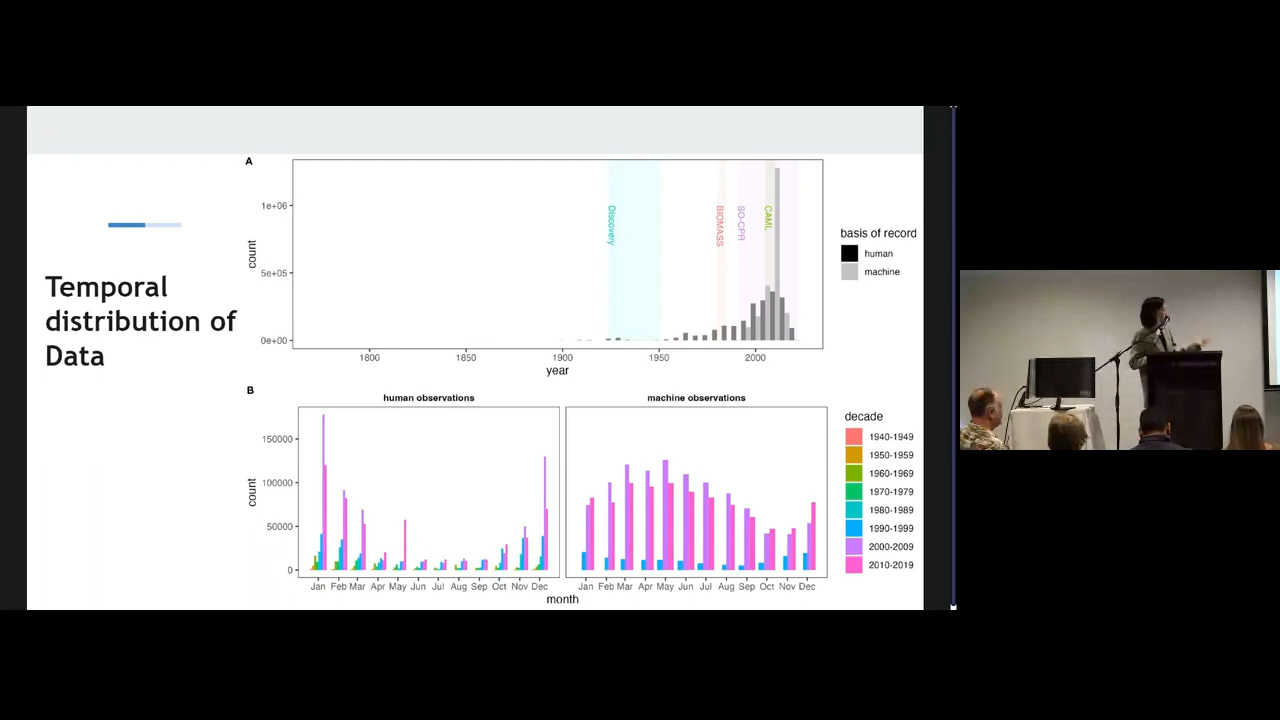 Temporal
distribution of
Data
A
count
1e+06
5e+05
0e+00
Discovery
BIOMASS
SO-CPR
CAML
1800
1850
1900
1950
2000
year
basis of record
human
machine
B
human observations
machine observations
count
150000
100000
50000
0
Jan Feb Mar Apr May Jun Jul Aug Sep Oct Nov Dec
Jan Feb Mar Apr May Jun Jul Aug Sep Oct Nov Dec
month
decade
1940-1949
1950-1959
1960-1969
1970-1979
1980-1989
1990-1999
2000-2009
2010-2019